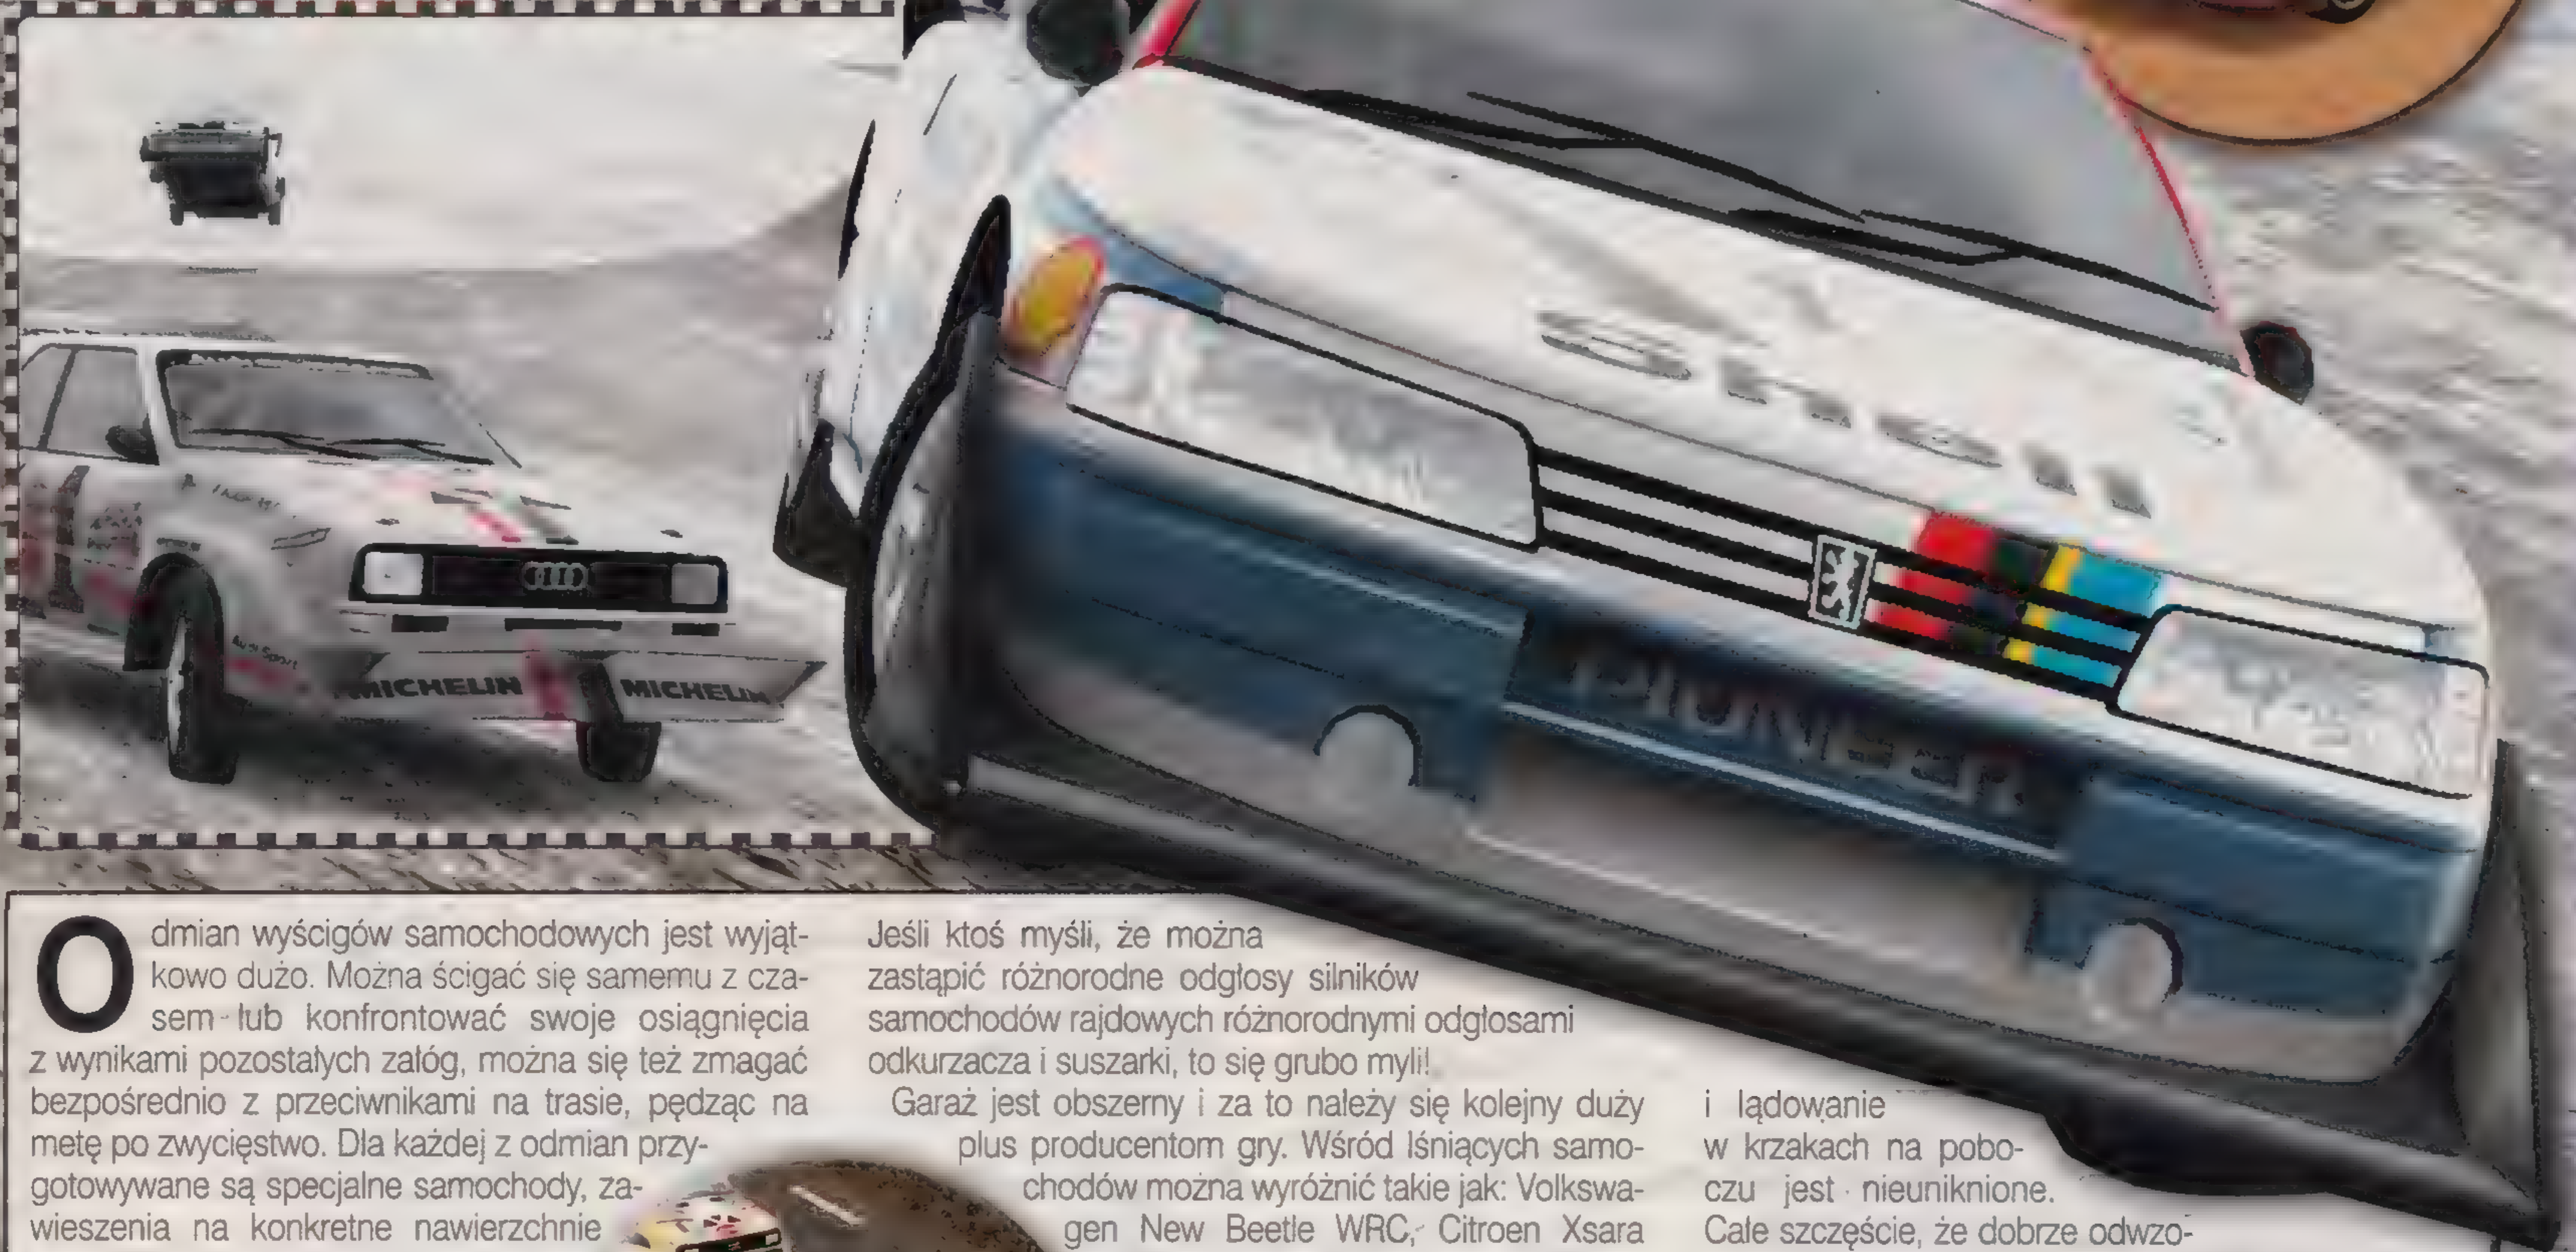 Audi Sport
MICHELIN MICHELIN
PIONEER
Odmian wyścigów samochodowych jest wyjąt-
kowo dużo. Można ścigać się samemu z cza-
sem lub konfrontować swoje osiągnięcia
z wynikami pozostałych załóg, można się też zmagać
bezpośrednio z przeciwnikami na trasie, pędząc na
metę po zwycięstwo. Dla każdej z odmian przy-
gotowywane są specjalne samochody, za-
wieszenia na konkretne nawierzchnie
Jeśli ktoś myśli, że można
zastąpić różnorodne odgłosy silników
samochodów rajdowych różnorodnymi odgłosami
odkurzacza i suszarki, to się grubo myli!
Garaż jest obszerny i za to należy się kolejny duży
plus producentom gry. Wśród lśniących samo-
chodów można wyróżnić takie jak: Volkswa-
gen New Beetle WRC, Citroen Xsara
i lądowanie
w krzakach na pobo-
czu jest nieuniknione.
Całe szczęście, że dobrze odwzo-